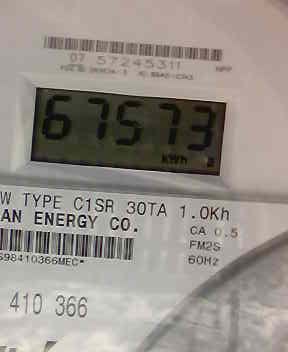 07 57245311
67573
kWh
W TYPE C1SR 30TA 1.0Kh
AN ENERGY CO.
CA 0.5
FM2S
60Hz
S98410366MEC*
410 366